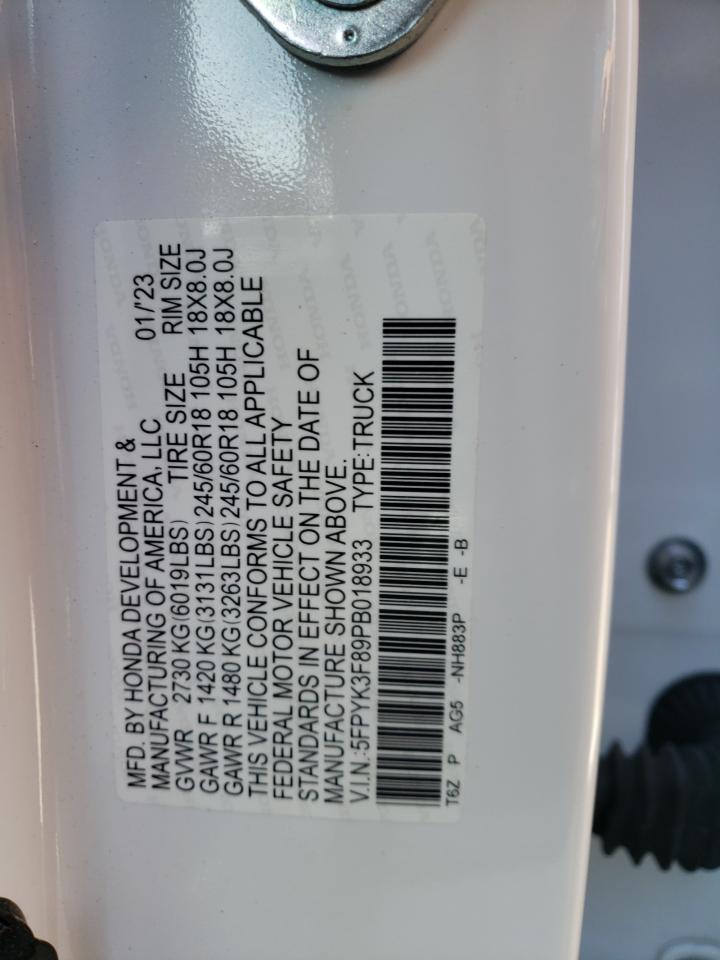 MFD. BY HONDA DEVELOPMENT &
MANUFACTURING OF AMERICA, LLC 01/'23
GVWR 2730 KG(6019LBS) TIRE SIZE RIM SIZE
GAWR F 1420 KG(3131LBS) 245/60R18 105H 18X8.0J
GAWR R 1480 KG(3263LBS) 245/60R18 105H 18X8.0J
THIS VEHICLE CONFORMS TO ALL APPLICABLE
FEDERAL MOTOR VEHICLE SAFETY
STANDARDS IN EFFECT ON THE DATE OF
MANUFACTURE SHOWN ABOVE.
V.I.N.:5FPYK3F89PB018933 TYPE:TRUCK
T6Z P AG5 -NH883P -E -B